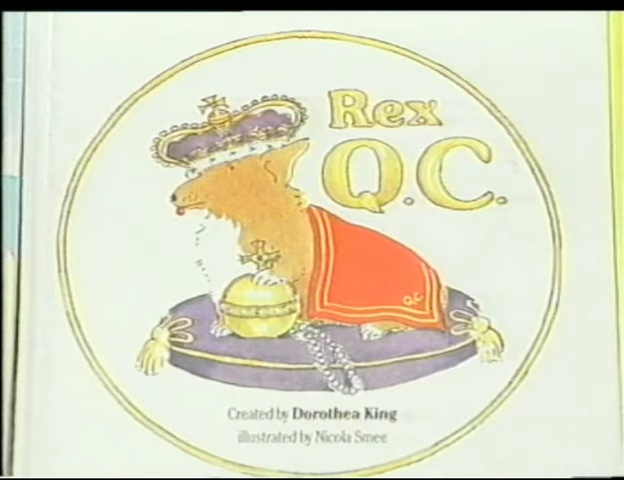 Rex
Q.C.
Q.C.
Created by Dorothea King
illustrated by Nicola Smee